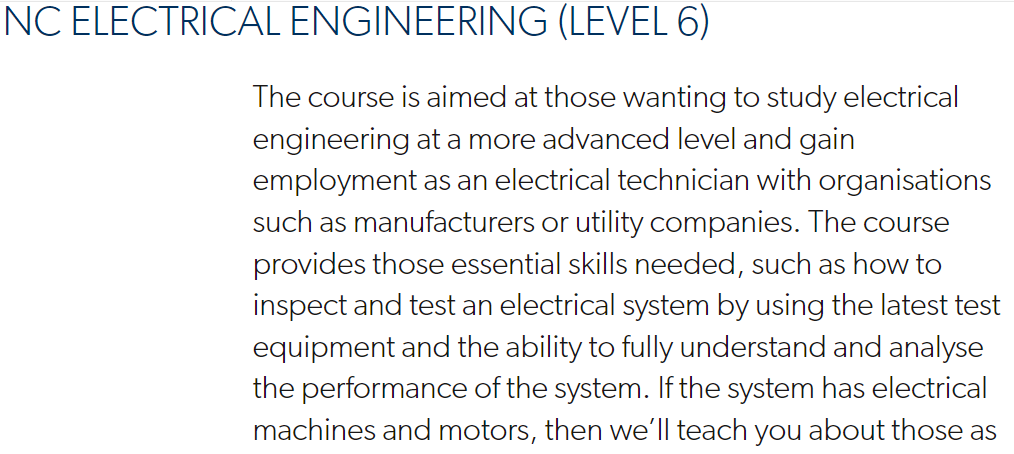 NC ELECTRICAL ENGINEERING (LEVEL 6)
The course is aimed at those wanting to study electrical
engineering at a more advanced level and gain
employment as an electrical technician with organisations
such as manufacturers or utility companies. The course
provides those essential skills needed, such as how to
inspect and test an electrical system by using the latest test
equipment and the ability to fully understand and analyse
the performance of the system. If the system has electrical
machines and motors, then we’ll teach you about those as